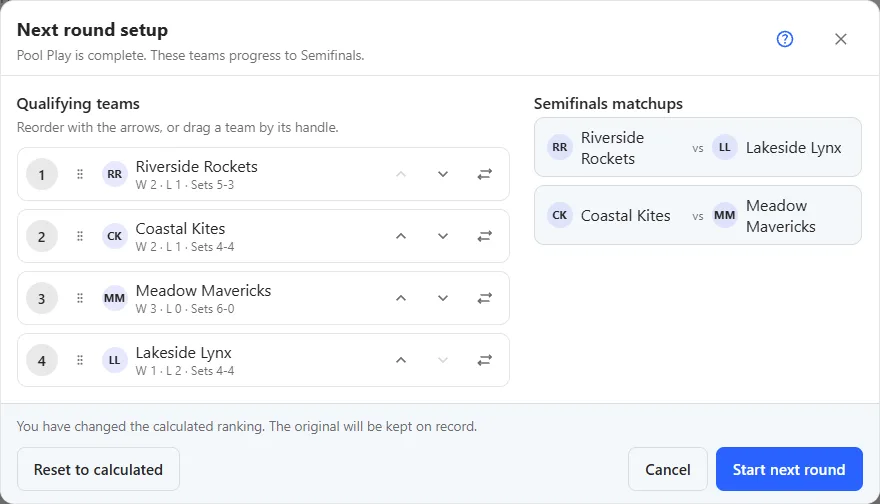 Next round setup
Pool Play is complete. These teams progress to Semifinals.
Qualifying teams
Reorder with the arrows, or drag a team by its handle.
1
RR
Riverside Rockets
W 2 · L 1 · Sets 5-3
2
CK
Coastal Kites
W 2 · L 1 · Sets 4-4
3
MM
Meadow Mavericks
W 3 · L 0 · Sets 6-0
4
LL
Lakeside Lynx
W 1 · L 2 · Sets 4-4
Semifinals matchups
RR
Riverside
Rockets
vs
LL
Lakeside Lynx
CK
Coastal Kites
vs
MM
Meadow
Mavericks
You have changed the calculated ranking. The original will be kept on record.
Reset to calculated
Cancel
Start next round